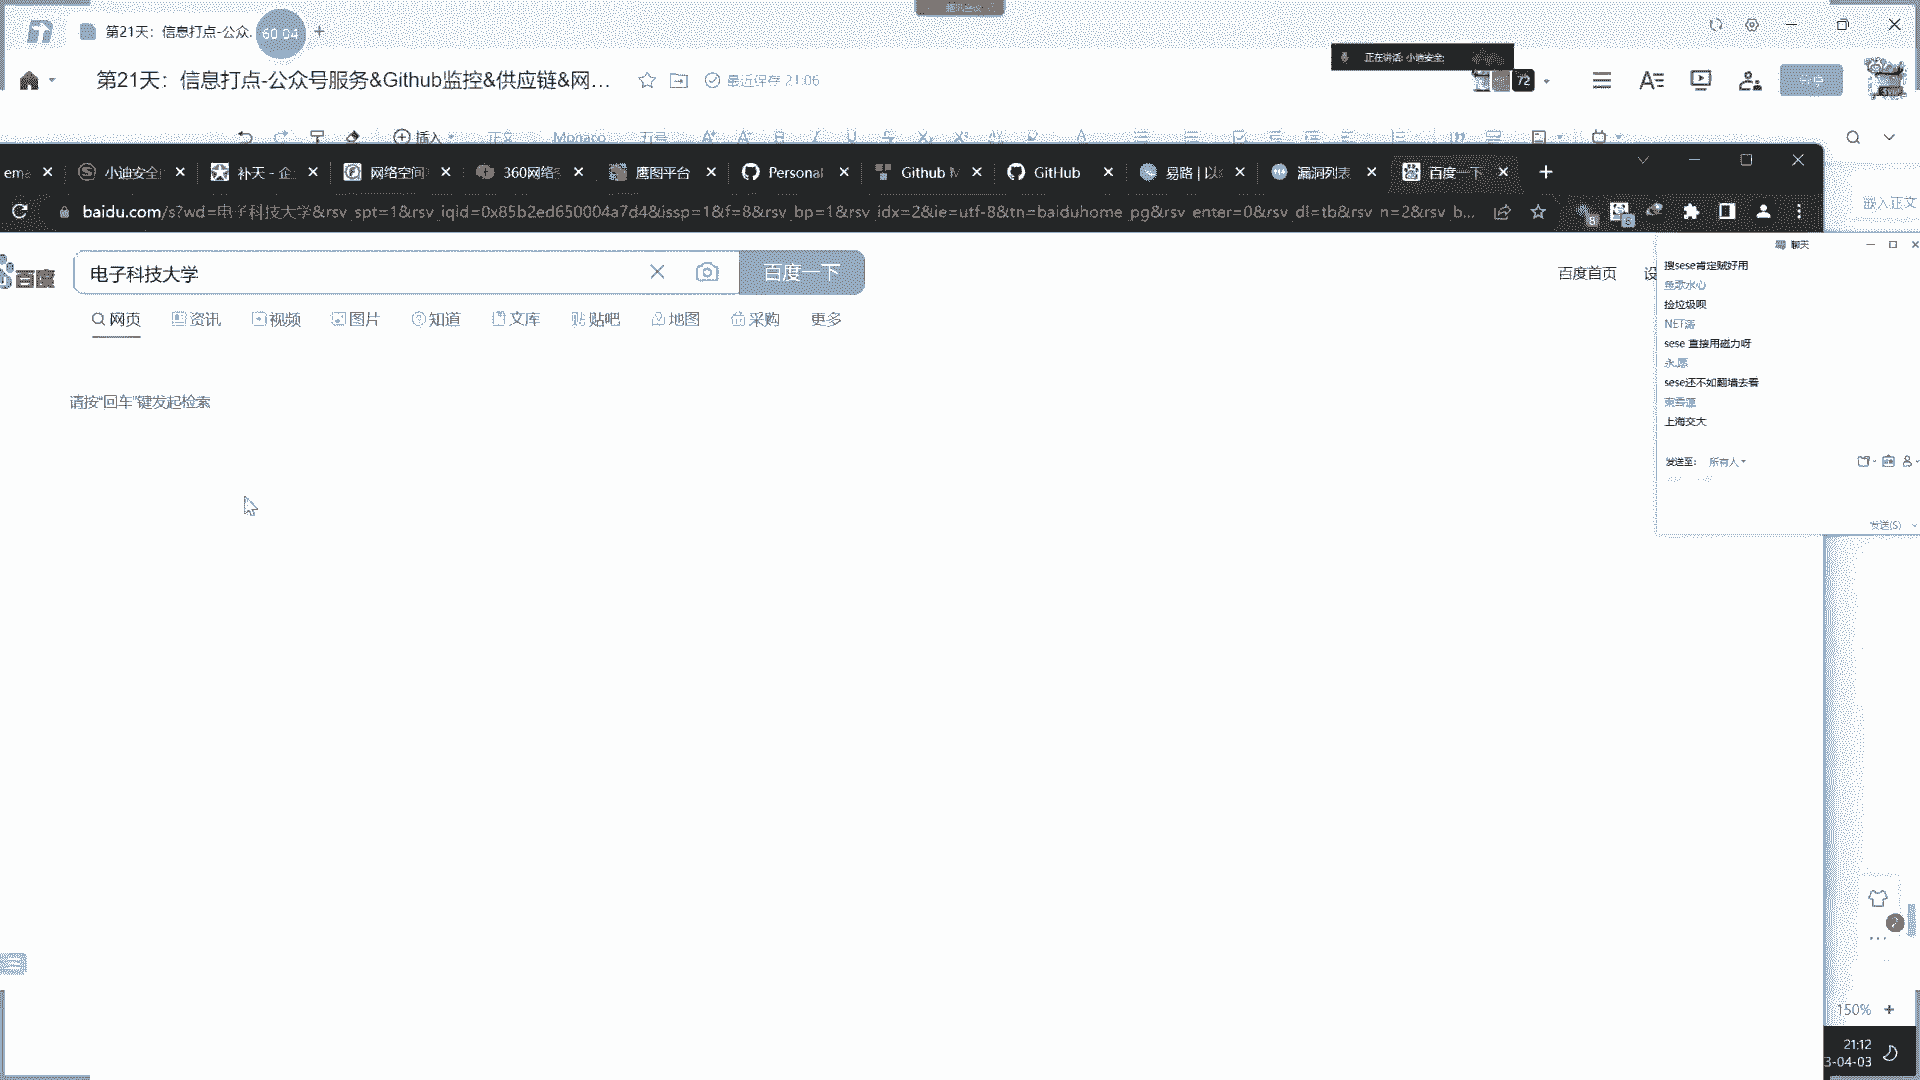 第21天：信息打点-公众.
60:04
第21天：信息打点-公众号服务&Github监控&供应链&网...
最近保存 21:06
正在讲话: 小迪安全;
72
插入
正文
Monaco
五号
小迪安全
补天 - 企
网络空间
360网络
鹰图平台
Personal
Github M
GitHub
易路 | 以
漏洞列表
百度一下
baidu.com/s?wd=电子科技大学&rsv_spt=1&rsv_iqid=0x85b2ed650004a7d4&issp=1&f=8&rsv_bp=1&rsv_idx=2&ie=utf-8&tn=baiduhome_pg&rsv_enter=0&rsv_dl=tb&rsv_n=2&rsv_b...
嵌入正文
百度
电子科技大学
百度一下
百度首页
设
网页
资讯
视频
图片
知道
文库
贴吧
地图
采购
更多
请按“回车”键发起检索
聊天
搜sese肯定贼好用
鱼歌水心
捡垃圾呗
sese 直接用磁力呀
永愿
sese还不如翻墙去看
上海交大
发送至：
所有人
发送(S)
150%
21:12
3-04-03